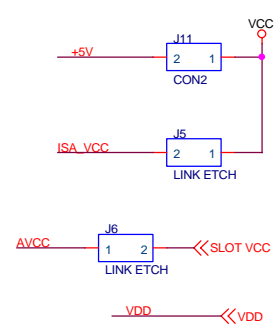 VCC
J11
+5V
2 1
CON2
J5
ISA_VCC
2 1
LINK ETCH
J6
AVCC
1 2
SLOT VCC
LINK ETCH
VDD
VDD